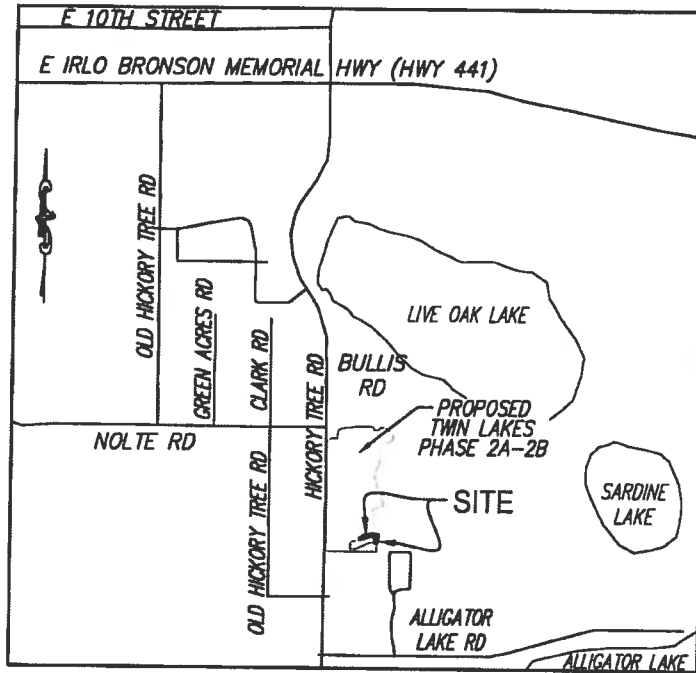 E 10TH STREET
E IRLO BRONSON MEMORIAL HWY (HWY 441)
OLD HICKORY TREE RD
GREEN ACRES RD
CLARK RD
HICKORY TREE RD
LIVE OAK LAKE
BULLIS
RD
PROPOSED
TWIN LAKES
PHASE 2A-2B
NOLTE RD
OLD HICKORY TREE RD
SITE
SARDINE
LAKE
ALLIGATOR
LAKE RD
ALLIGATOR LAKE